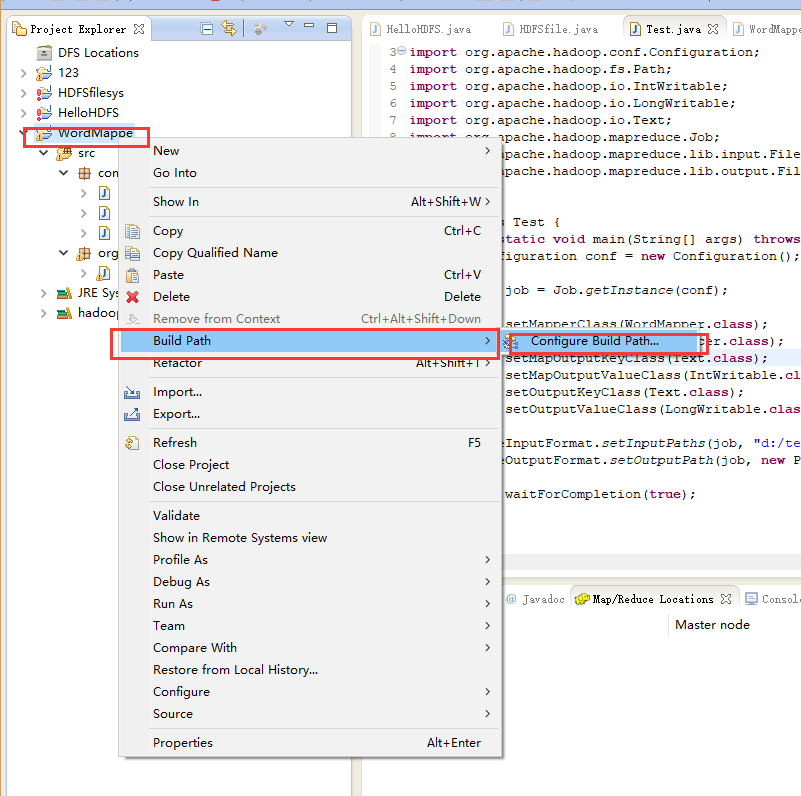 Project Explorer
DFS Locations
123
HDFSfilesys
HelloHDFS
WordMappe
src
con
org
JRE Sys
hadoop
New
Go Into
Show In Alt+Shift+W
Copy Ctrl+C
Copy Qualified Name
Paste Ctrl+V
Delete Delete
Remove from Context Ctrl+Alt+Shift+Down
Build Path
Refactor Alt+Shift+T
Import...
Export...
Refresh F5
Close Project
Close Unrelated Projects
Validate
Show in Remote Systems view
Profile As
Debug As
Run As
Team
Compare With
Restore from Local History...
Configure
Source
Properties Alt+Enter
Configure Build Path...
HelloHDFS.java HDFSfile.java Test.java WordMappe
3 import org.apache.hadoop.conf.Configuration;
4 import org.apache.hadoop.fs.Path;
5 import org.apache.hadoop.io.IntWritable;
6 import org.apache.hadoop.io.LongWritable;
7 import org.apache.hadoop.io.Text;
8 import org.apache.hadoop.mapreduce.Job;
.apache.hadoop.mapreduce.lib.input.File
.apache.hadoop.mapreduce.lib.output.Fil
s Test {
static void main(String[] args) throws
figuration conf = new Configuration();
job = Job.getInstance(conf);
setMapperClass(WordMapper.class);
cer.class);
setMapOutputKeyClass(Text.class);
setMapOutputValueClass(IntWritable.cl
setOutputKeyClass(Text.class);
setOutputValueClass(LongWritable.clas
eInputFormat.setInputPaths(job, "d:/te
eOutputFormat.setOutputPath(job, new P
waitForCompletion(true);
@ Javadoc Map/Reduce Locations Consol
Master node